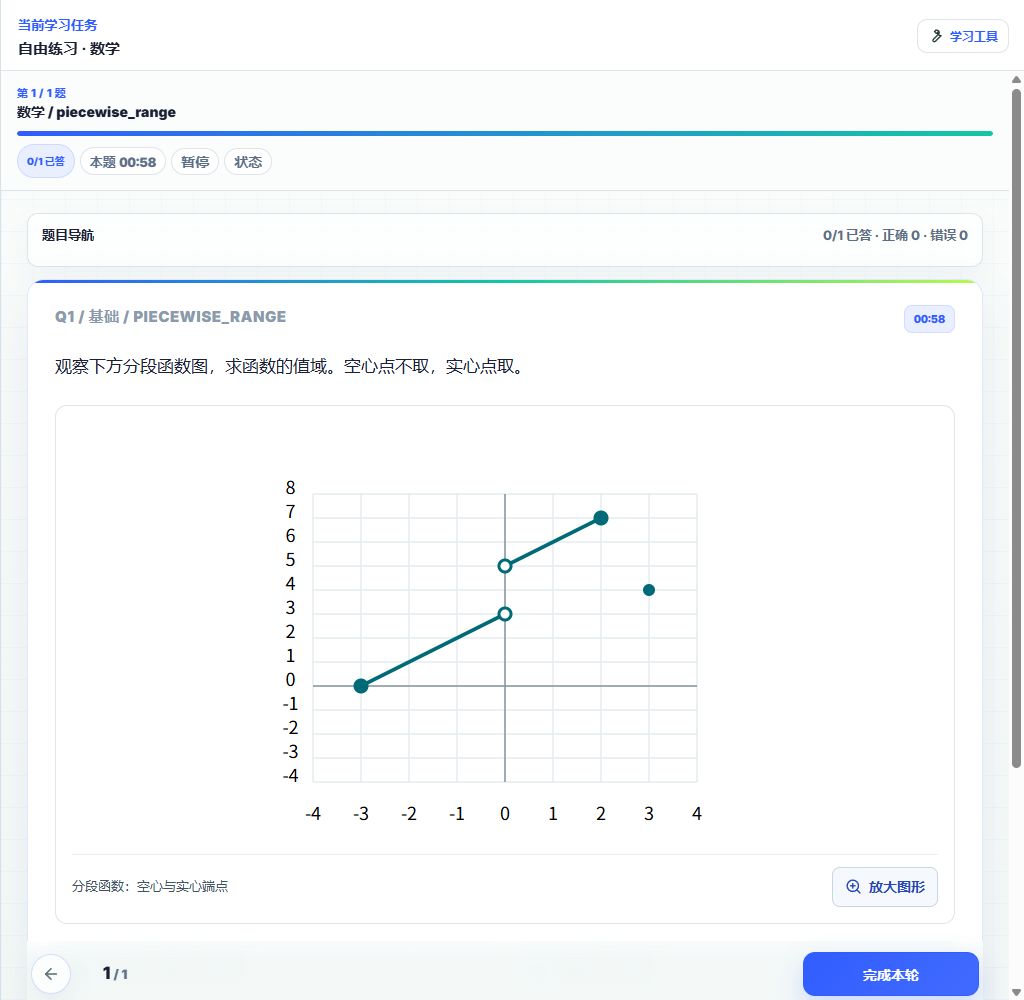 当前学习任务
自由练习 · 数学
学习工具
第 1 / 1 题
数学 / piecewise_range
0/1 已答
本题 00:58
暂停
状态
题目导航
0/1 已答 · 正确 0 · 错误 0
Q1 / 基础 / PIECEWISE_RANGE
00:58
观察下方分段函数图，求函数的值域。空心点不取，实心点取。
8
7
6
5
4
3
2
1
0
-1
-2
-3
-4
-4 -3 -2 -1 0 1 2 3 4
分段函数：空心与实心端点
放大图形
1 / 1
完成本轮